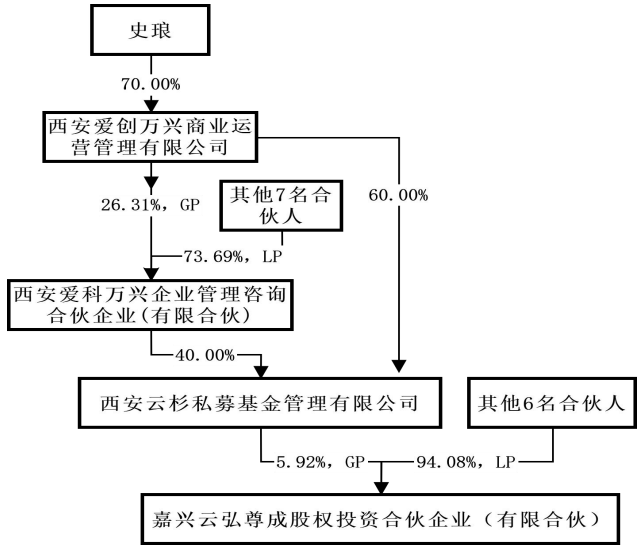 史琅
70.00%
西安爱创万兴商业运
营管理有限公司
26.31%，GP
其他7名合
伙人
60.00%
73.69%，LP
西安爱科万兴企业管理咨询
合伙企业(有限合伙)
40.00%
西安云杉私募基金管理有限公司
其他6名合伙人
5.92%，GP
94.08%，LP
嘉兴云弘尊成股权投资合伙企业（有限合伙）